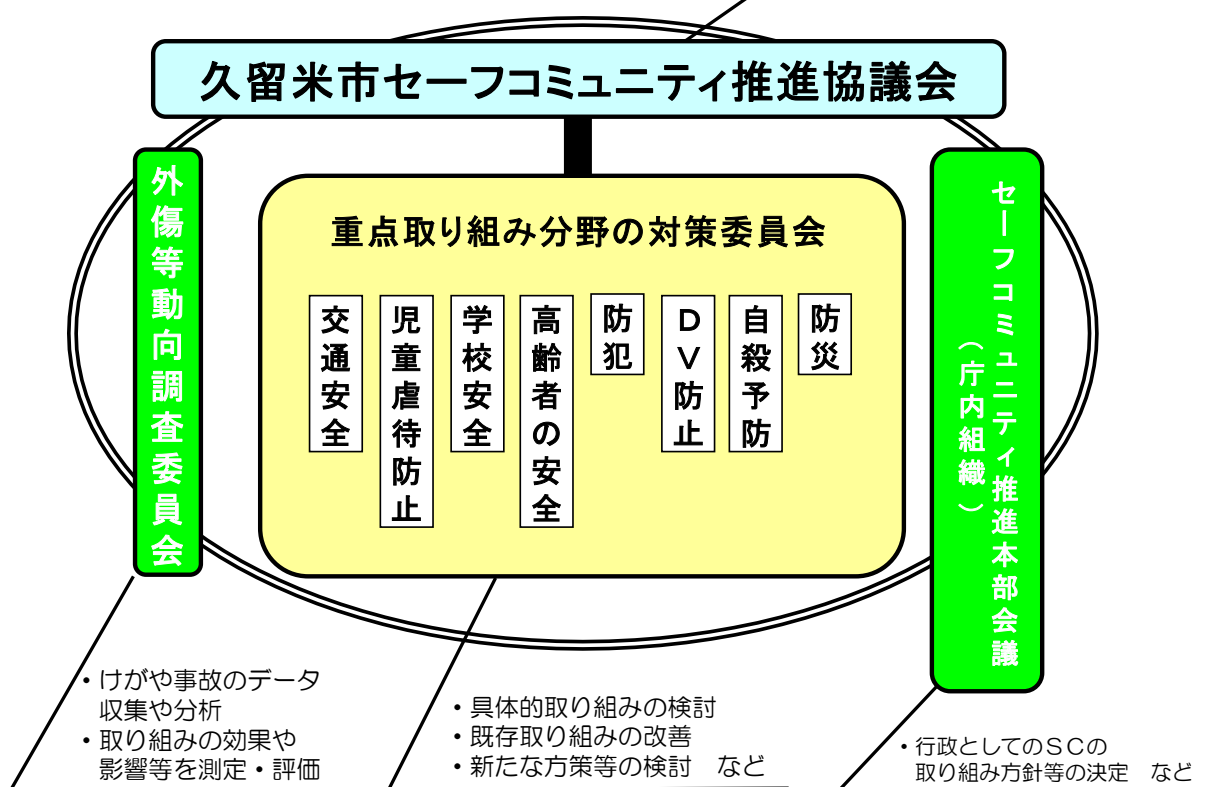 久留米市セーフコミュニティ推進協議会
外傷等動向調査委員会
重点取り組み分野の対策委員会
交通安全
児童虐待防止
学校安全
高齢者の安全
防犯
ＤＶ防止
自殺予防
防災
セーフコミュニティ推進本部会議
（庁内組織）
・けがや事故のデータ
収集や分析
・取り組みの効果や
影響等を測定・評価
・具体的取り組みの検討
・既存取り組みの改善
・新たな方策等の検討　など
・行政としてのＳＣの
取り組み方針等の決定　など